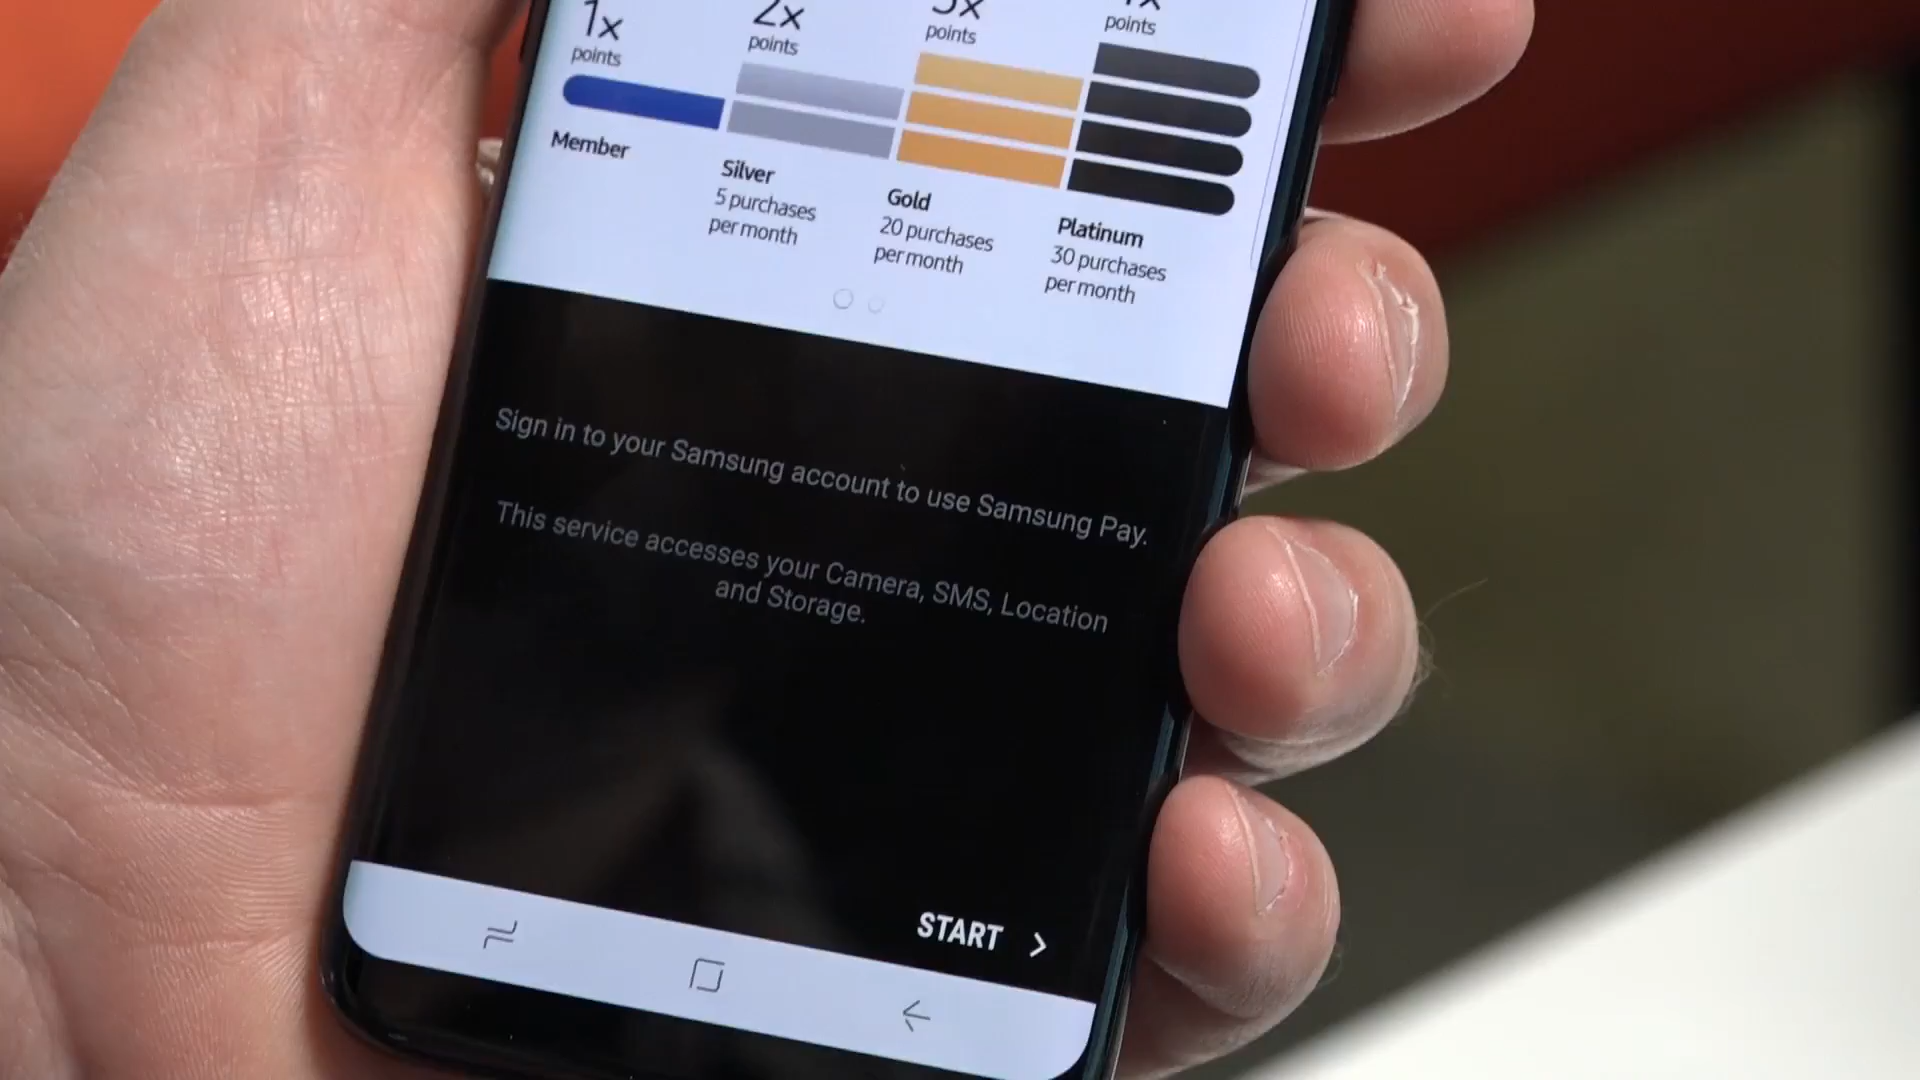 1x
2x
3x
points
points
points
points
Member
Silver
5 purchases
per month
Gold
20 purchases
per month
Platinum
30 purchases
per month
Sign in to your Samsung account to use Samsung Pay.
This service accesses your Camera, SMS, Location
and Storage.
START